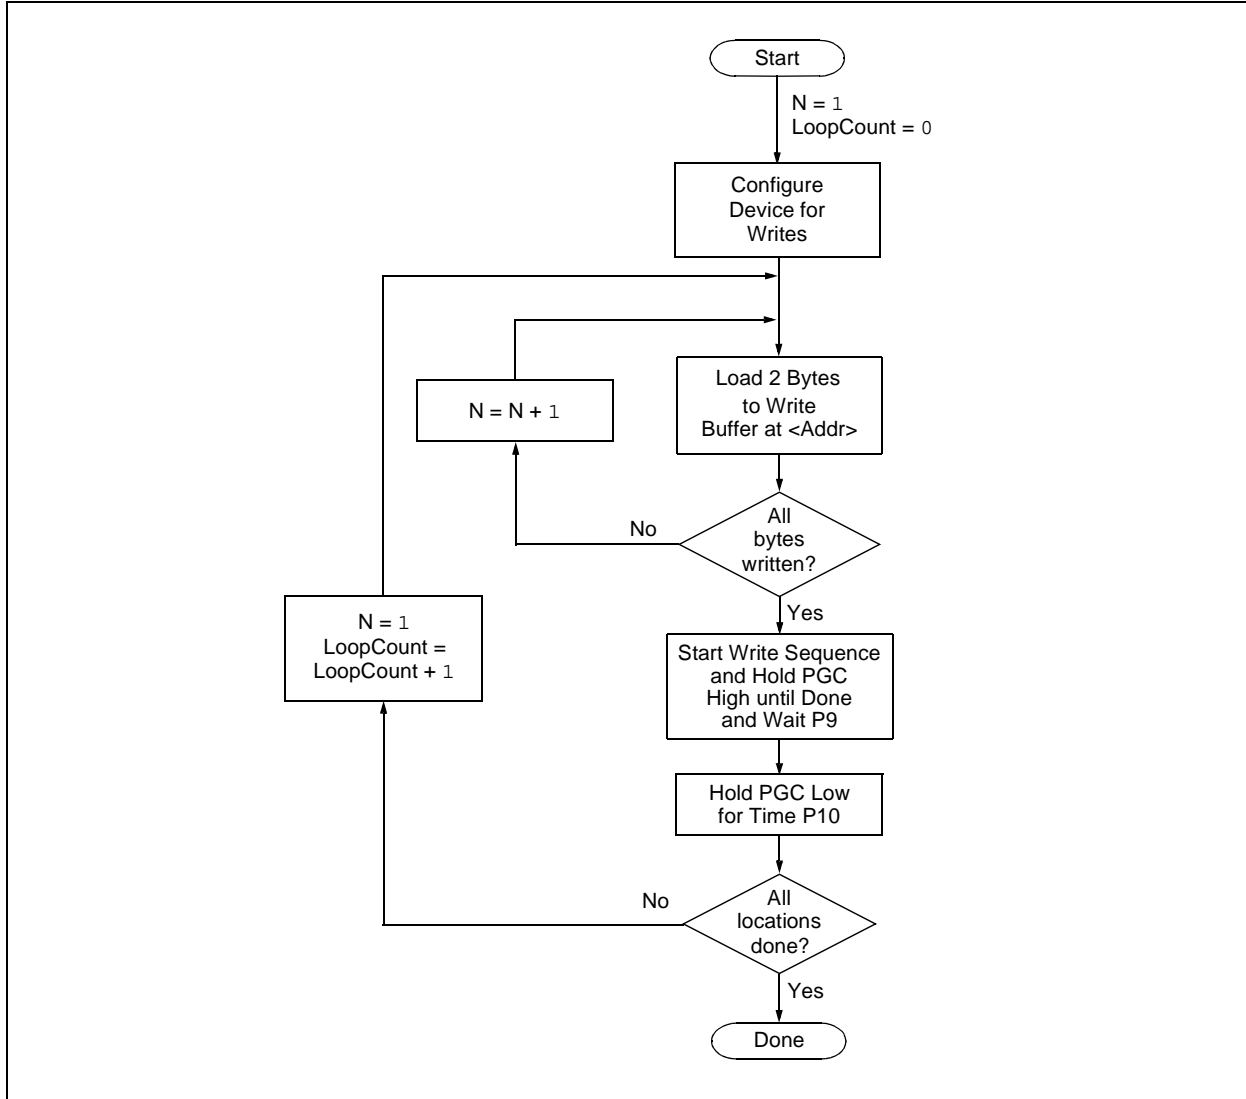 Start
N = 1
LoopCount = 0
Configure
Device for
Writes
Load 2 Bytes
to Write
Buffer at <Addr>
N = N + 1
All
bytes
written?
No
Yes
N = 1
LoopCount =
LoopCount + 1
Start Write Sequence
and Hold PGC
High until Done
and Wait P9
Hold PGC Low
for Time P10
All
locations
done?
No
Yes
Done